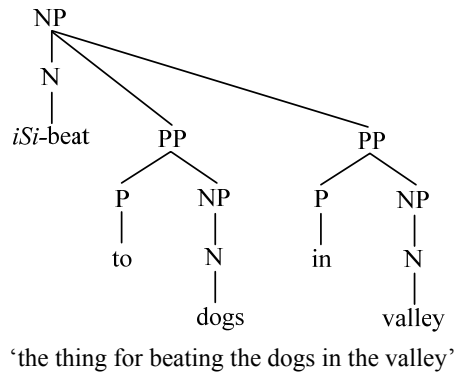 NP
N
iSi-beat PP PP
P NP P NP
to N in N
dogs valley
‘the thing for beating the dogs in the valley’